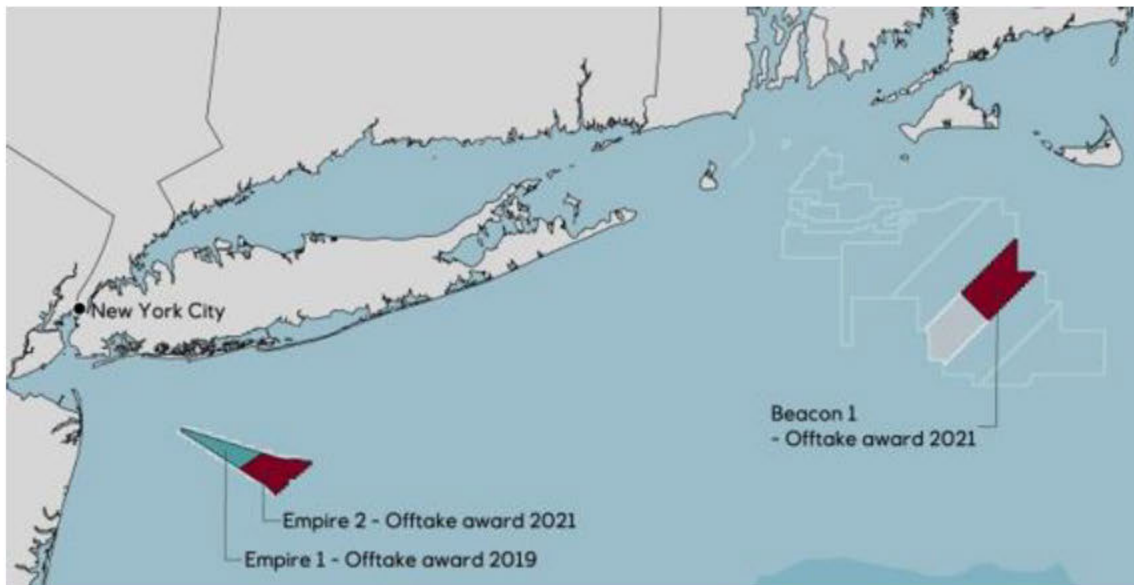 New York City
Beacon 1
- Offtake award 2021
Empire 2 - Offtake award 2021
Empire 1 - Offtake award 2019